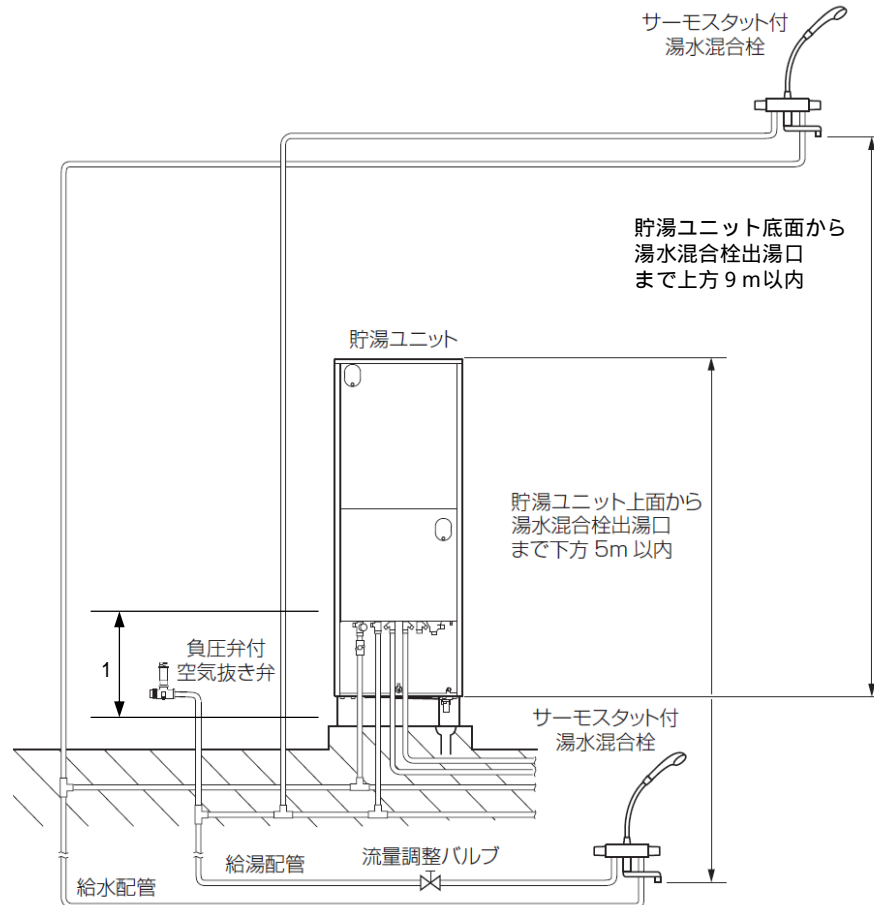 サーモスタット付
湯水混合栓
貯湯ユニット底面から
湯水混合栓出湯口
まで上方９ｍ以内
貯湯ユニット
貯湯ユニット上面から
湯水混合栓出湯口
まで下方 5m 以内
負圧弁付
空気抜き弁
1
サーモスタット付
湯水混合栓
給湯配管
流量調整バルブ
給水配管